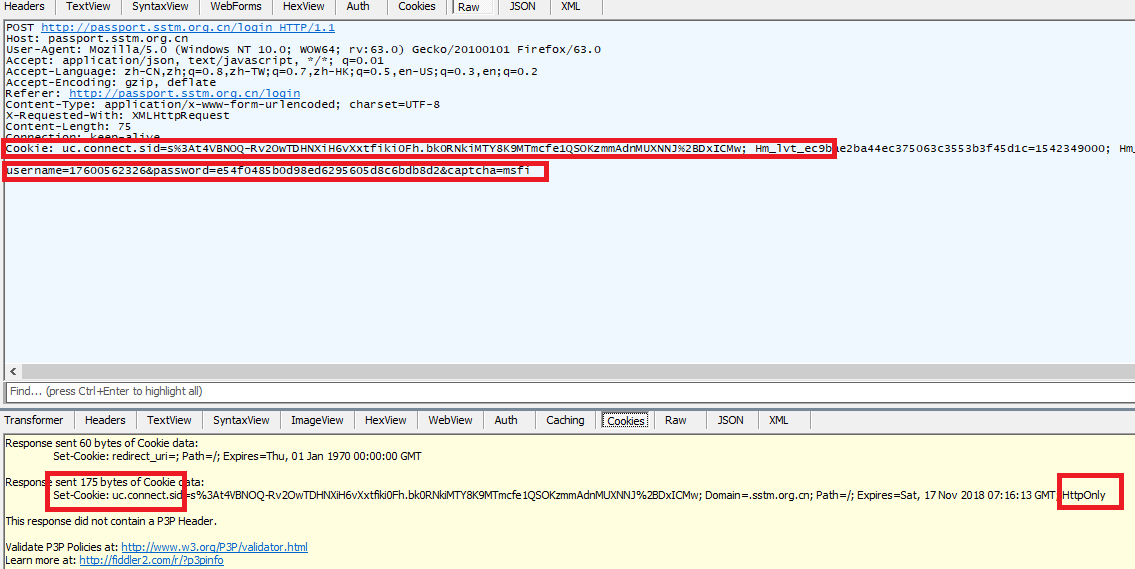 Headers TextView SyntaxView WebForms HexView Auth Cookies Raw JSON XML
POST http://passport.sstm.org.cn/login HTTP/1.1
Host: passport.sstm.org.cn
User-Agent: Mozilla/5.0 (Windows NT 10.0; WOW64; rv:63.0) Gecko/20100101 Firefox/63.0
Accept: application/json, text/javascript, */*; q=0.01
Accept-Language: zh-CN,zh;q=0.8,zh-TW;q=0.7,zh-HK;q=0.5,en-US;q=0.3,en;q=0.2
Accept-Encoding: gzip, deflate
Referer: http://passport.sstm.org.cn/login
Content-Type: application/x-www-form-urlencoded; charset=UTF-8
X-Requested-With: XMLHttpRequest
Content-Length: 75
Connection: keep-alive
Cookie: uc.connect.sid=s%3At4VBNOQ-Rv2OwTDHNXiH6vXxtfiki0Fh.bk0RNkiMTY8K9MTmcfe1QSOKzmmAdnMUXNNJ%2BDxICMw; Hm_lvt_ec9bae2ba44ec375063c3553b3f45d1c=1542349000; Hm_
username=17600562326&password=e54f0485b0d98ed6295605d8c6bdb8d2&captcha=msfi
Find... (press Ctrl+Enter to highlight all)
Transformer Headers TextView SyntaxView ImageView HexView WebView Auth Caching Cookies Raw JSON XML
Response sent 60 bytes of Cookie data:
Set-Cookie: redirect_uri=; Path=/; Expires=Thu, 01 Jan 1970 00:00:00 GMT
Response sent 175 bytes of Cookie data:
Set-Cookie: uc.connect.sid=s%3At4VBNOQ-Rv2OwTDHNXiH6vXxtfiki0Fh.bk0RNkiMTY8K9MTmcfe1QSOKzmmAdnMUXNNJ%2BDxICMw; Domain=.sstm.org.cn; Path=/; Expires=Sat, 17 Nov 2018 07:16:13 GMT; HttpOnly
This response did not contain a P3P Header.
Validate P3P Policies at: http://www.w3.org/P3P/validator.html
Learn more at: http://fiddler2.com/r/?p3pinfo